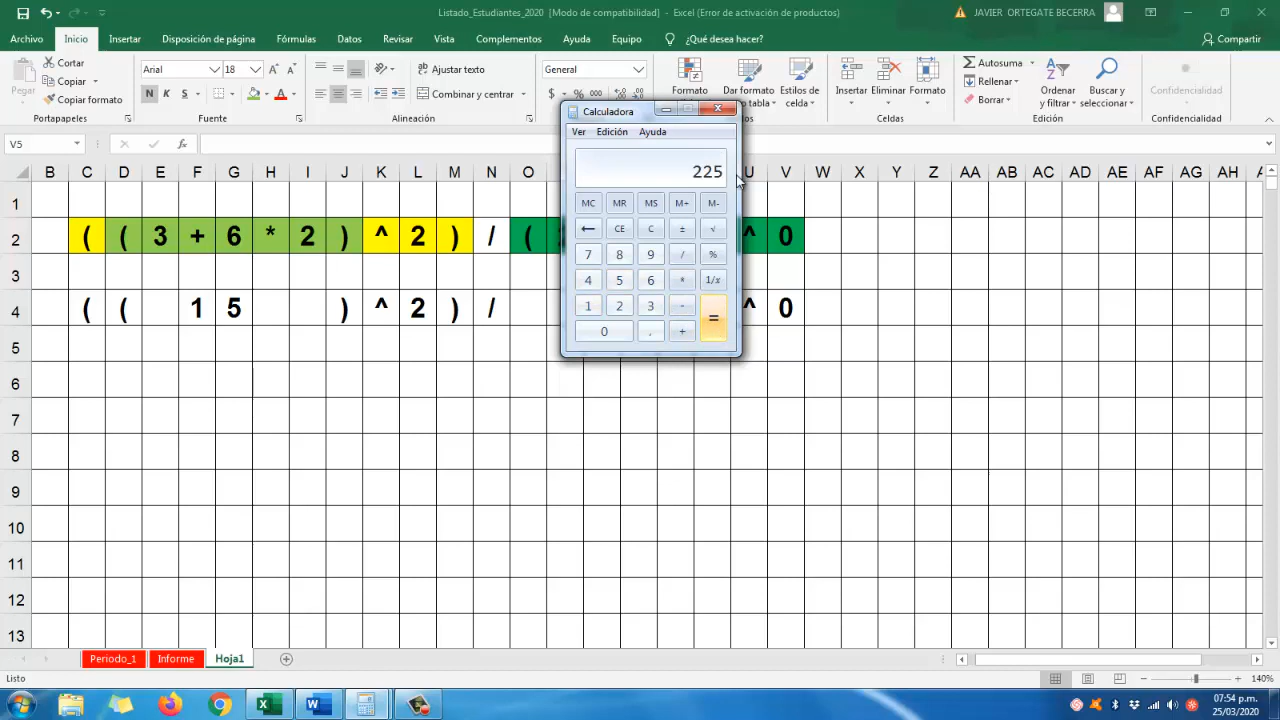 Listado_Estudiantes_2020 [Modo de compatibilidad] - Excel (Error de activación de productos)
JAVIER ORTEGATE BECERRA
Archivo Inicio Insertar Disposición de página Fórmulas Datos Revisar Vista Complementos Ayuda Equipo ¿Qué desea hacer? Compartir
Pegar
Cortar
Copiar
Copiar formato
Portapapeles
Arial 18
N K S
Fuente
Ajustar texto
Combinar y centrar
Alineación
General
$ % 000
Formato
Dar formato
Estilos de celda
Insertar Eliminar Formato
Celdas
Autosuma
Rellenar
Borrar
Ordenar y filtrar
Buscar y seleccionar
Edición
Confidencialidad
Confidencialidad
V5 fx
Calculadora
Ver Edición Ayuda
225
MC MR MS M+ M-
← CE C ± √
7 8 9 / %
4 5 6 * 1/x
1 2 3 - =
0 . +
B C D E F G H I J K L M N O U V W X Y Z AA AB AC AD AE AF AG AH
1
2 ( ( 3 + 6 * 2 ) ^ 2 ) / ( ^ 0
3
4 ( ( 1 5 ) ^ 2 ) / ^ 0
5
6
7
8
9
10
11
12
13
Periodo_1 Informe Hoja1
Listo
140%
07:54 p.m.
25/03/2020